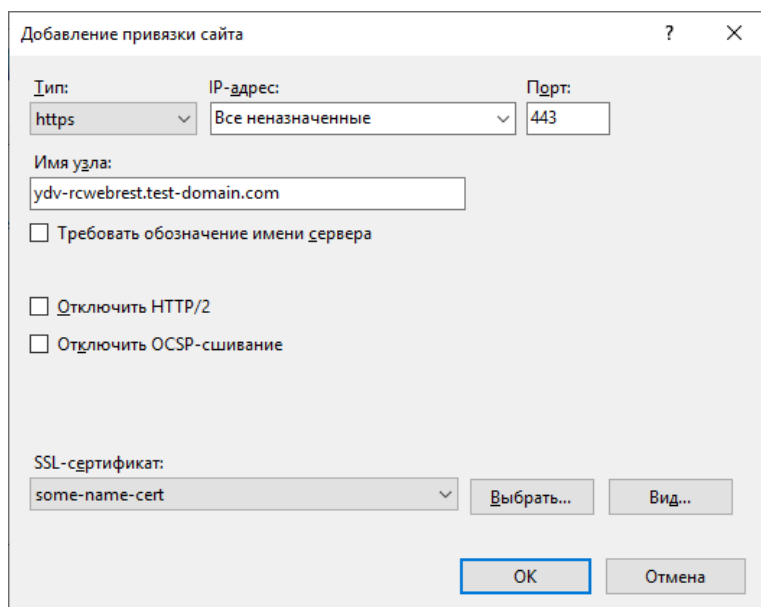 Добавление привязки сайта
?
Тип:
IP-адрес:
Порт:
https
Все неназначенные
443
Имя узла:
ydv-rcwebrest.test-domain.com
Требовать обозначение имени сервера
Отключить HTTP/2
Отключить OCSP-сшивание
SSL-сертификат:
some-name-cert
Выбрать...
Вид...
OK
Отмена